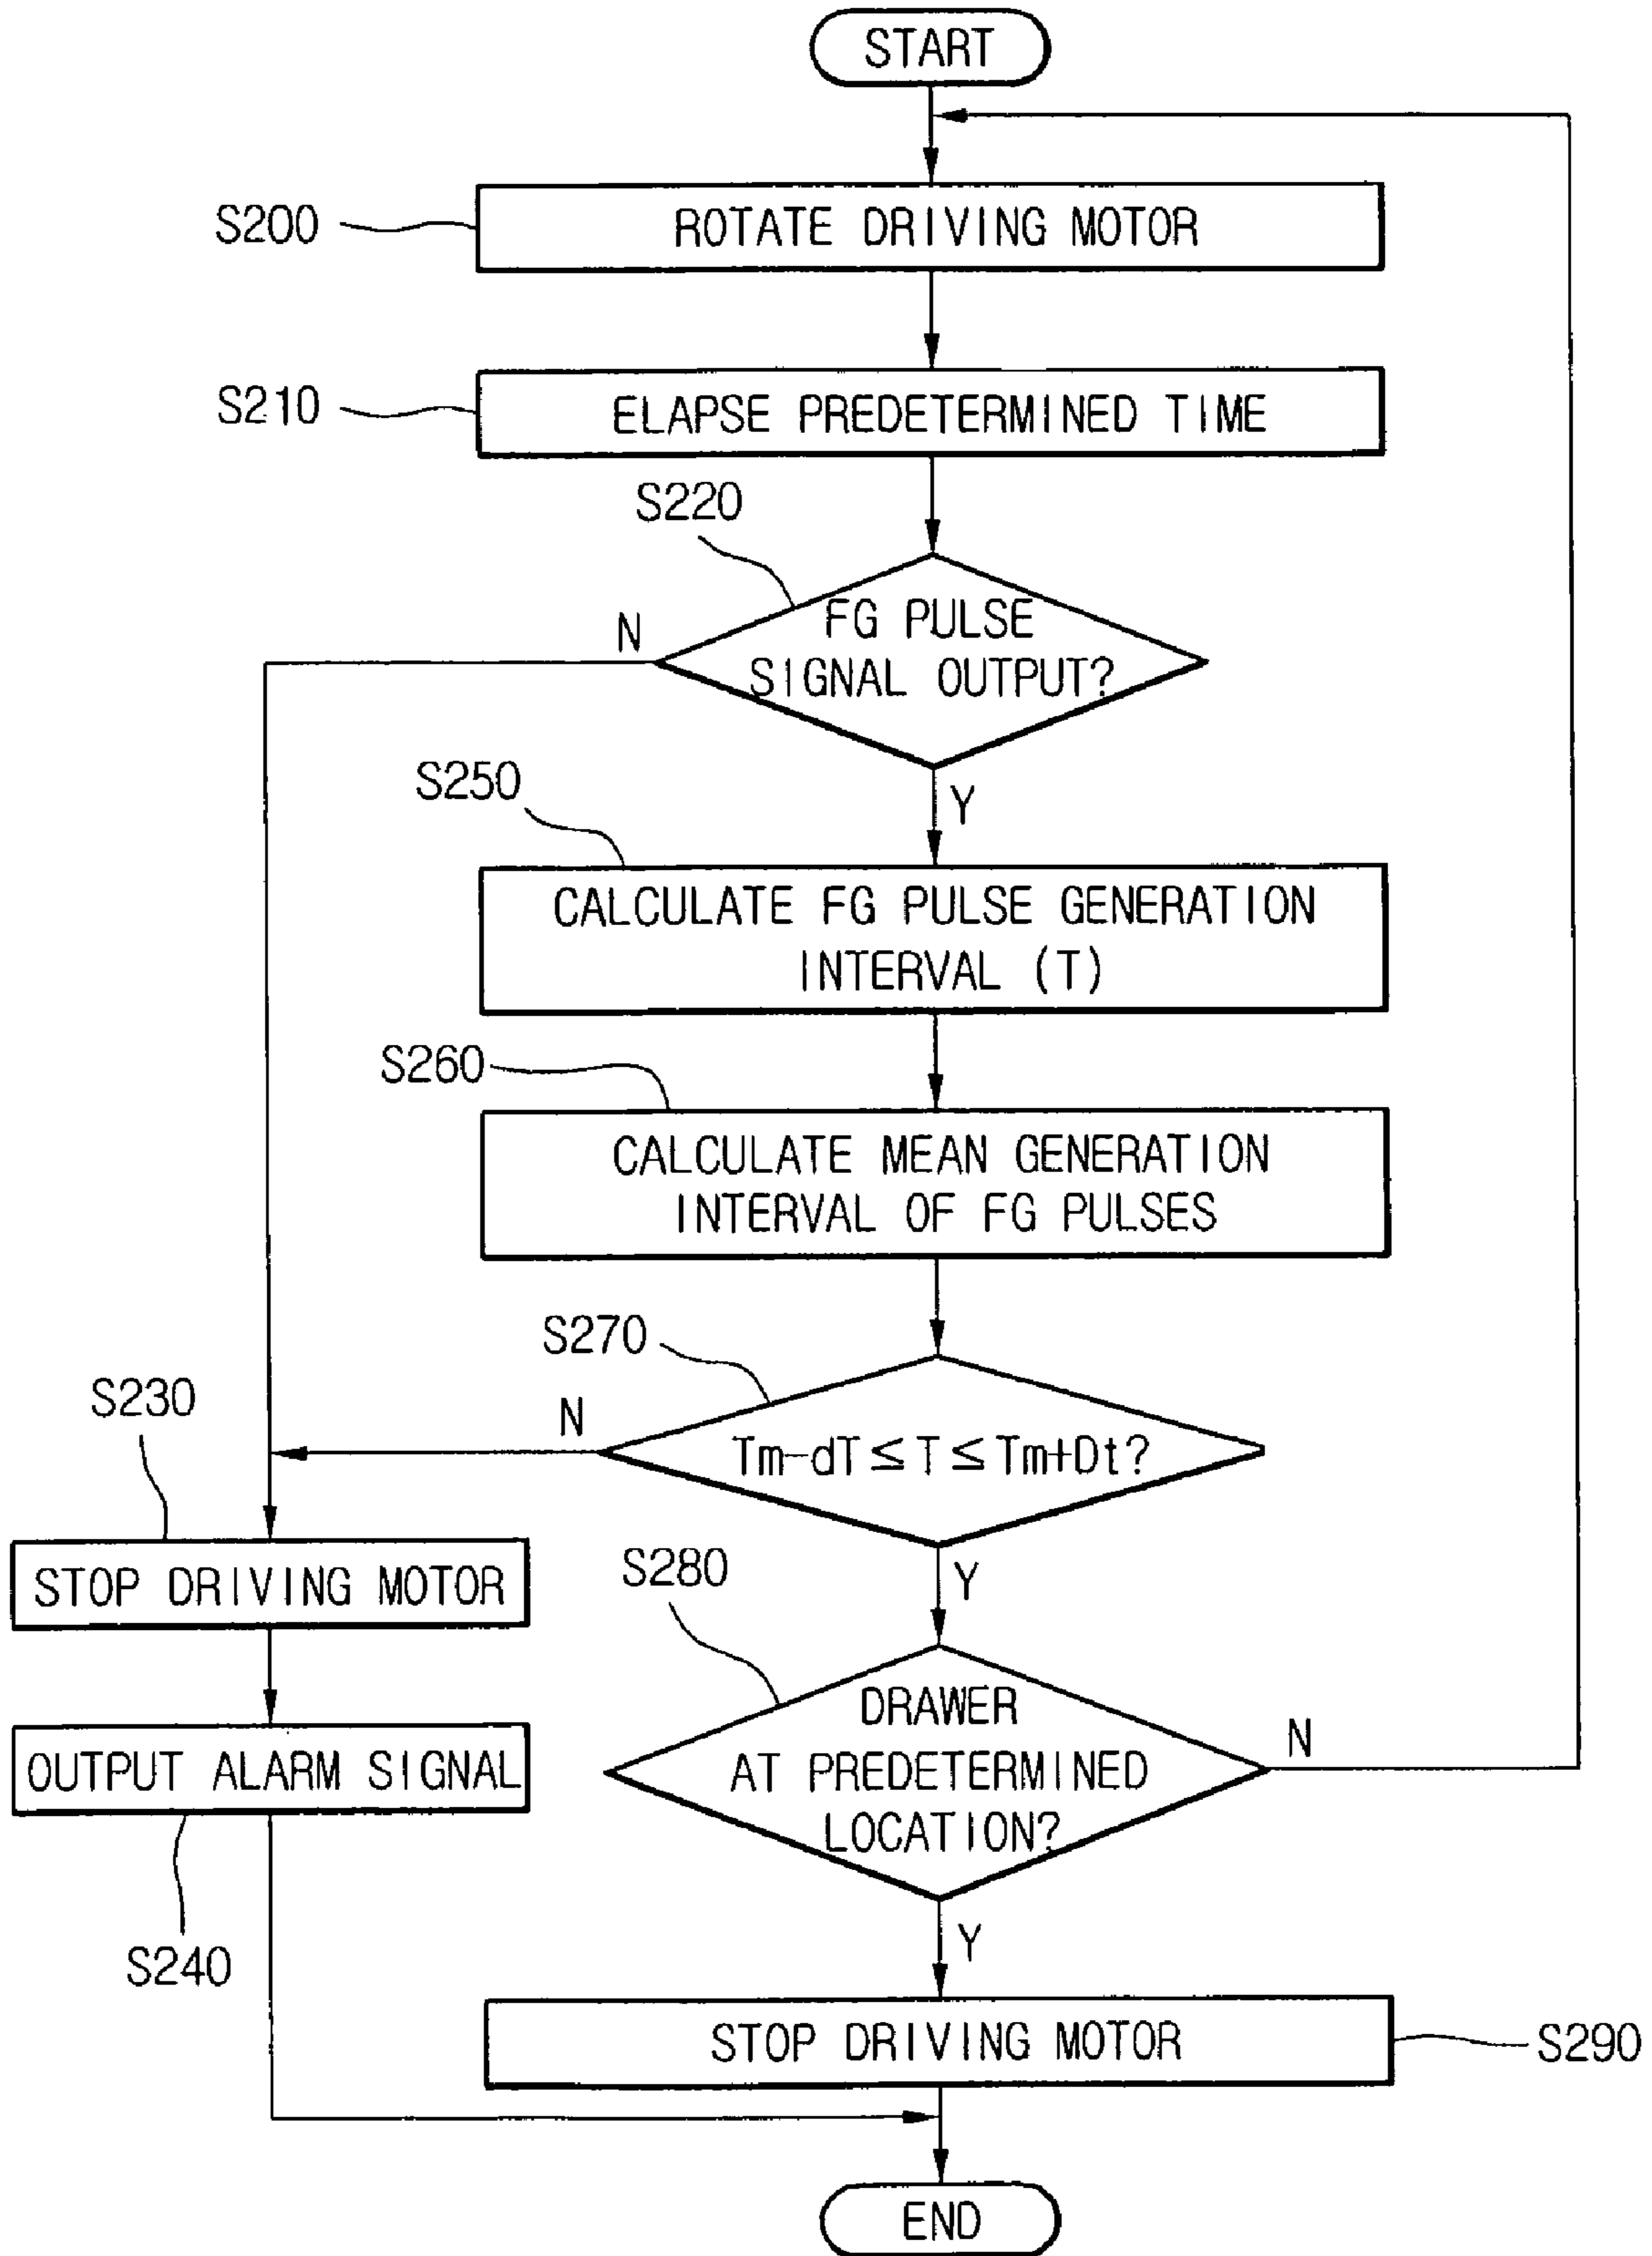 START
S200
ROTATE DRIVING MOTOR
S210
ELAPSE PREDETERMINED TIME
S220
N
FG PULSE
SIGNAL OUTPUT?
S250
Y
CALCULATE FG PULSE GENERATION
INTERVAL (T)
S260
CALCULATE MEAN GENERATION
INTERVAL OF FG PULSES
S270
N
Tm-dT ≤ T ≤ Tm+Dt?
S230
STOP DRIVING MOTOR
S280
Y
DRAWER
AT PREDETERMINED
LOCATION?
N
OUTPUT ALARM SIGNAL
S240
Y
STOP DRIVING MOTOR
S290
END